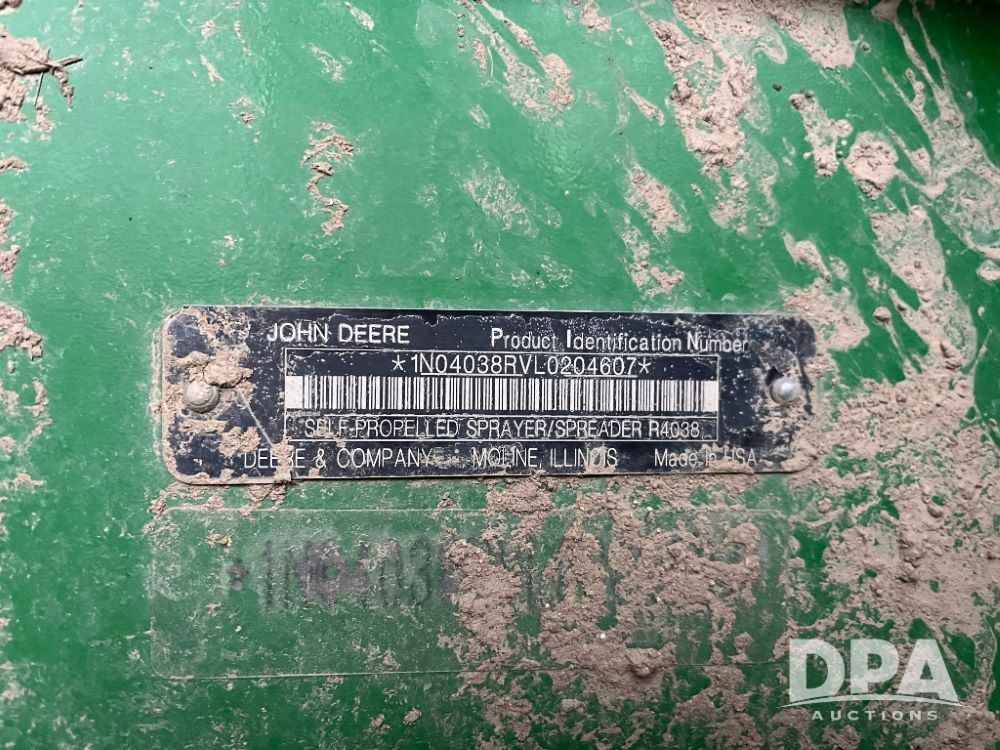 JOHN DEERE Product Identification Number
*1N04038RVL0204607*
SELF-PROPELLED SPRAYER/SPREADER R4038
DEERE & COMPANY MOLINE, ILLINOIS Made in USA
DPA
AUCTIONS